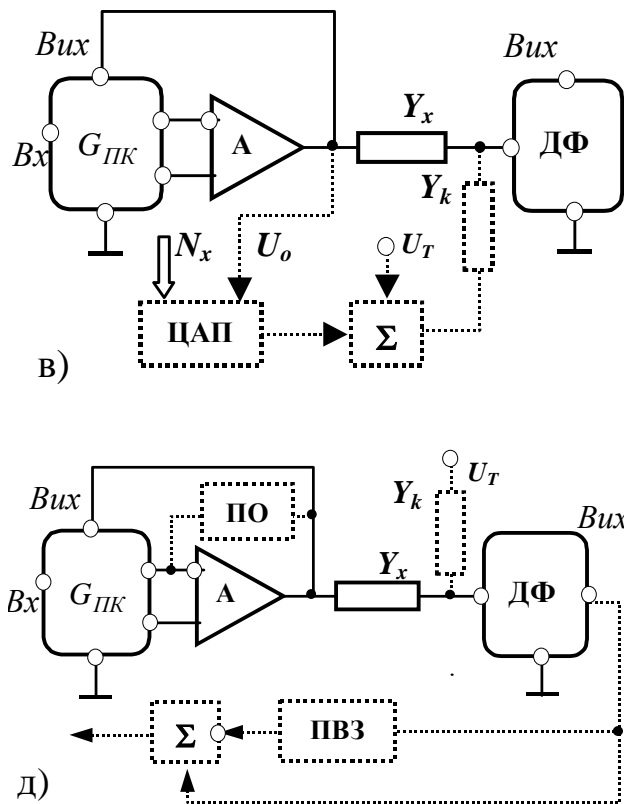 Вих
Вх
G_ПК
A
Y_x
Вих
ДФ
Y_k
N_x
U_o
U_T
ЦАП
Σ
в)
Вих
ПО
Вх
G_ПК
A
Y_x
Y_k
U_T
Вих
ДФ
Σ
ПВЗ
д)